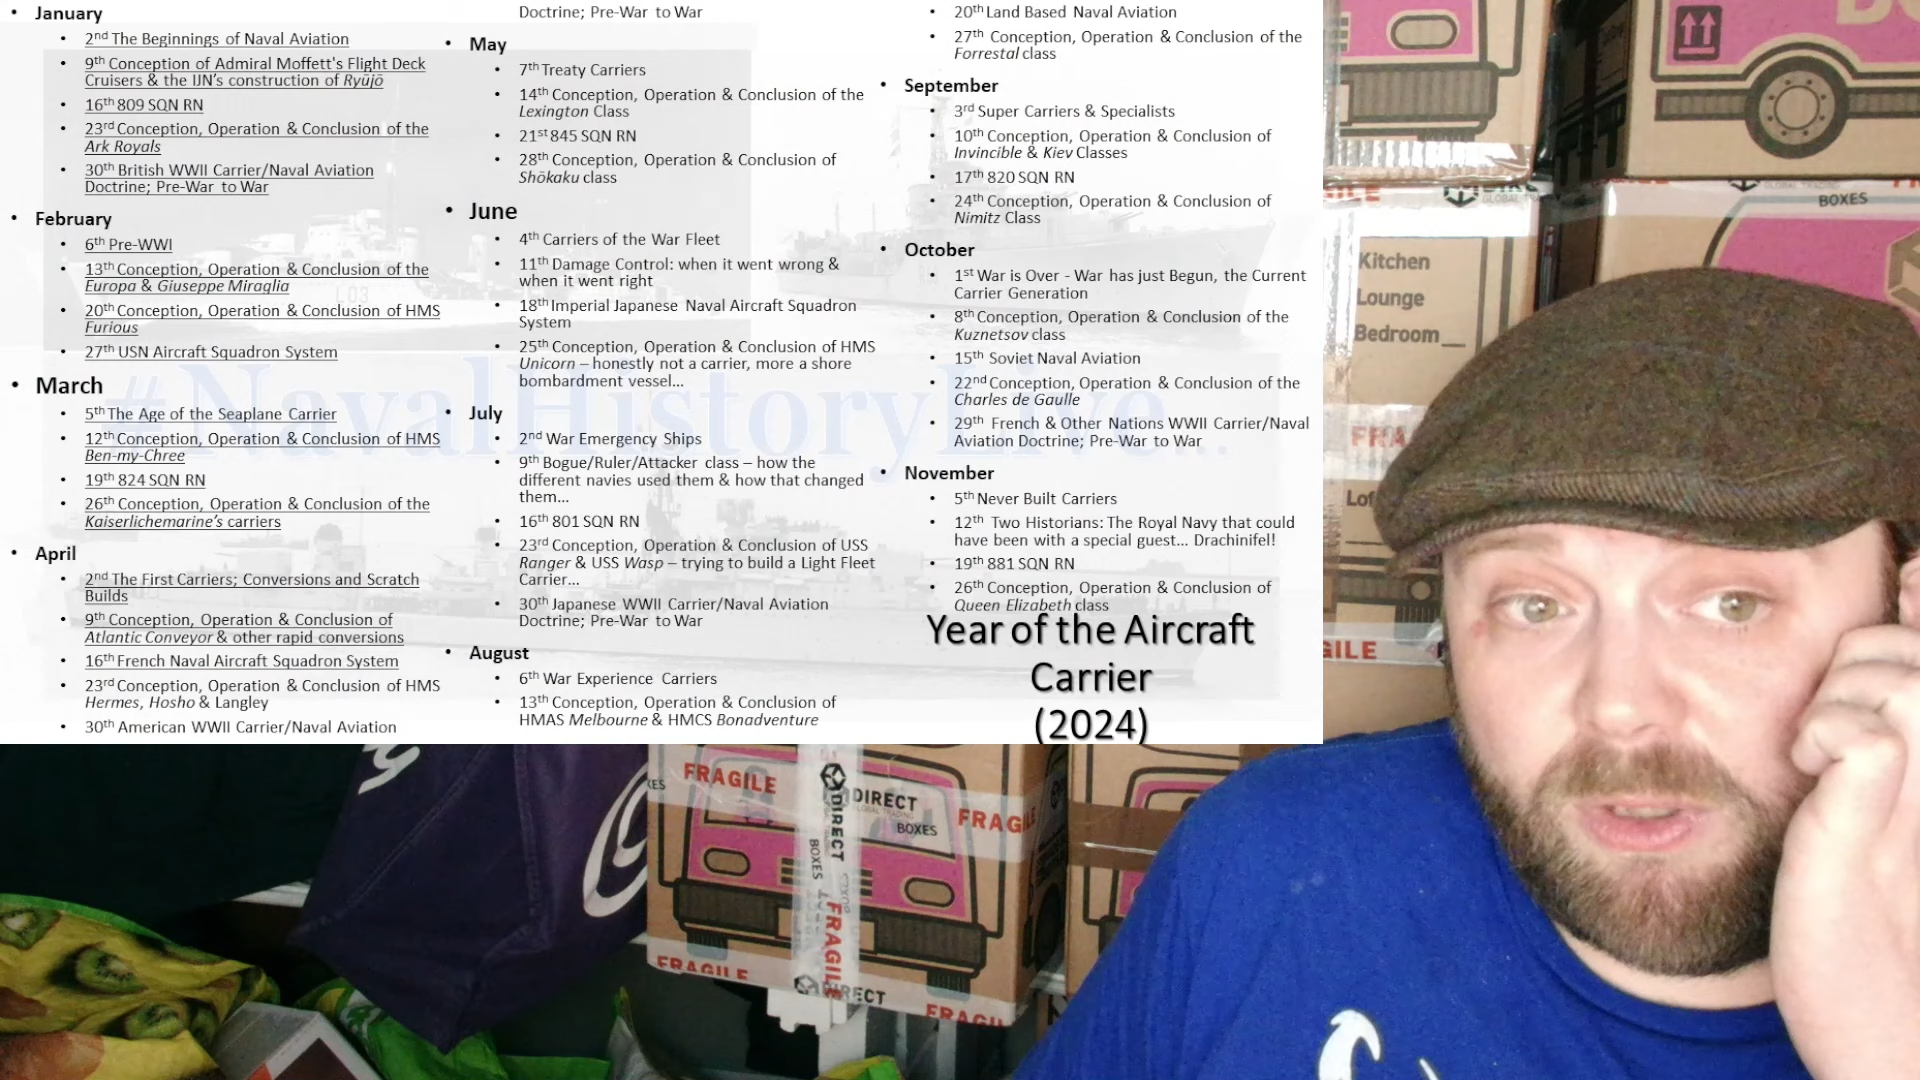 January
2nd The Beginnings of Naval Aviation
9th Conception of Admiral Moffett's Flight Deck
Cruisers & the IJN's construction of Ryūjō
16th 809 SQN RN
23rd Conception, Operation & Conclusion of the
Ark Royals
30th British WWII Carrier/Naval Aviation
Doctrine; Pre-War to War
February
6th Pre-WWI
13th Conception, Operation & Conclusion of the
Europa & Giuseppe Miraglia
20th Conception, Operation & Conclusion of HMS
Furious
27th USN Aircraft Squadron System
March
5th The Age of the Seaplane Carrier
12th Conception, Operation & Conclusion of HMS
Ben-my-Chree
19th 824 SQN RN
26th Conception, Operation & Conclusion of the
Kaiserlichemarine's carriers
April
2nd The First Carriers; Conversions and Scratch
Builds
9th Conception, Operation & Conclusion of
Atlantic Conveyor & other rapid conversions
16th French Naval Aircraft Squadron System
23rd Conception, Operation & Conclusion of HMS
Hermes, Hosho & Langley
30th American WWII Carrier/Naval Aviation
Doctrine; Pre-War to War
May
7th Treaty Carriers
14th Conception, Operation & Conclusion of the
Lexington Class
21st 845 SQN RN
28th Conception, Operation & Conclusion of
Shōkaku class
June
4th Carriers of the War Fleet
11th Damage Control: when it went wrong &
when it went right
18th Imperial Japanese Naval Aircraft Squadron
System
25th Conception, Operation & Conclusion of HMS
Unicorn – honestly not a carrier, more a shore
bombardment vessel...
July
2nd War Emergency Ships
9th Bogue/Ruler/Attacker class – how the
different navies used them & how that changed
them...
16th 801 SQN RN
23rd Conception, Operation & Conclusion of USS
Ranger & USS Wasp – trying to build a Light Fleet
Carrier...
30th Japanese WWII Carrier/Naval Aviation
Doctrine; Pre-War to War
August
6th War Experience Carriers
13th Conception, Operation & Conclusion of
HMAS Melbourne & HMCS Bonadventure
20th Land Based Naval Aviation
27th Conception, Operation & Conclusion of the
Forrestal class
September
3rd Super Carriers & Specialists
10th Conception, Operation & Conclusion of
Invincible & Kiev Classes
17th 820 SQN RN
24th Conception, Operation & Conclusion of
Nimitz Class
October
1st War is Over - War has just Begun, the Current
Carrier Generation
8th Conception, Operation & Conclusion of the
Kuznetsov class
15th Soviet Naval Aviation
22nd Conception, Operation & Conclusion of the
Charles de Gaulle
29th French & Other Nations WWII Carrier/Naval
Aviation Doctrine; Pre-War to War
November
5th Never Built Carriers
12th Two Historians: The Royal Navy that could
have been with a special guest... Drachinifel!
19th 881 SQN RN
26th Conception, Operation & Conclusion of
Queen Elizabeth class
Year of the Aircraft
Carrier
(2024)
#NavalHistoryLive...
L03
BOXES
Kitchen
Lounge
Bedroom
FRAGILE
DIRECT
BOXES
FRAGILE
DIRECT
BOXES
FRAGILE
FRAGILE
DIRECT